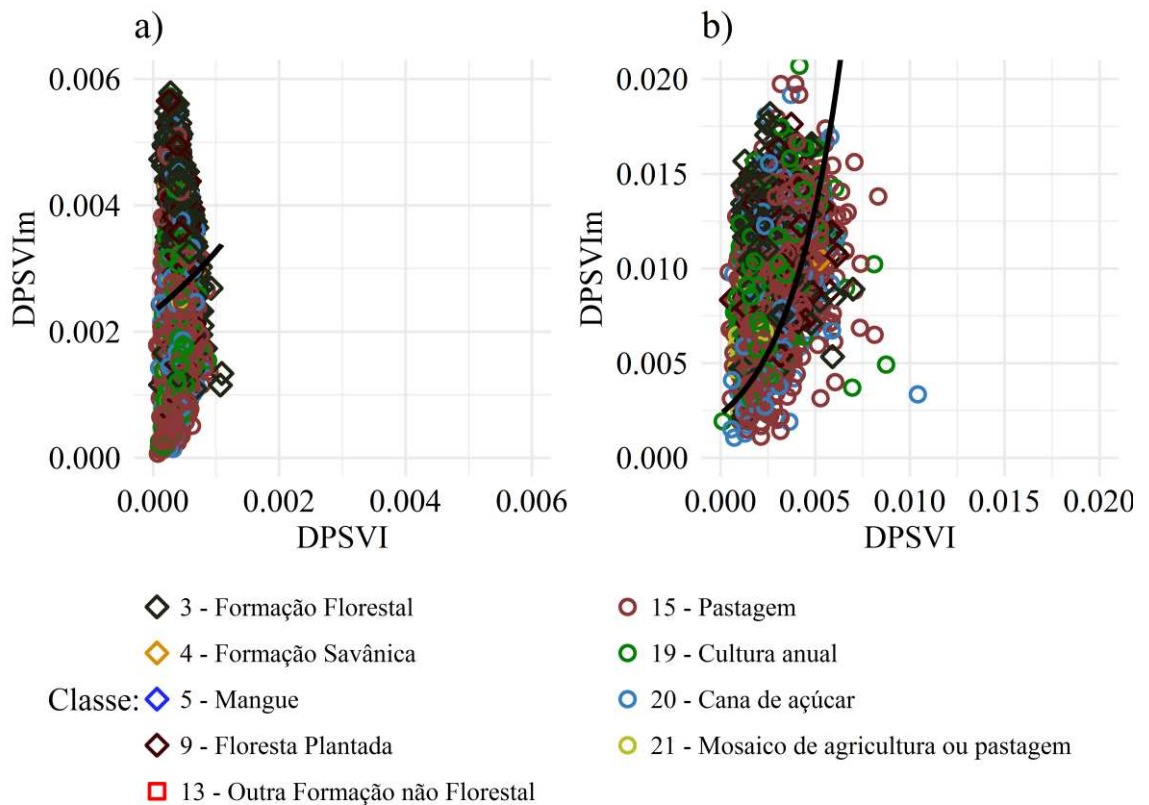 a)
b)
0.006
0.004
0.002
0.000
DPSVIm
0.000 0.002 0.004 0.006
DPSVI
0.020
0.015
0.010
0.005
0.000
DPSVIm
0.000 0.005 0.010 0.015 0.020
DPSVI
Classe:
3 - Formação Florestal
4 - Formação Savânica
5 - Mangue
9 - Floresta Plantada
13 - Outra Formação não Florestal
15 - Pastagem
19 - Cultura anual
20 - Cana de açúcar
21 - Mosaico de agricultura ou pastagem